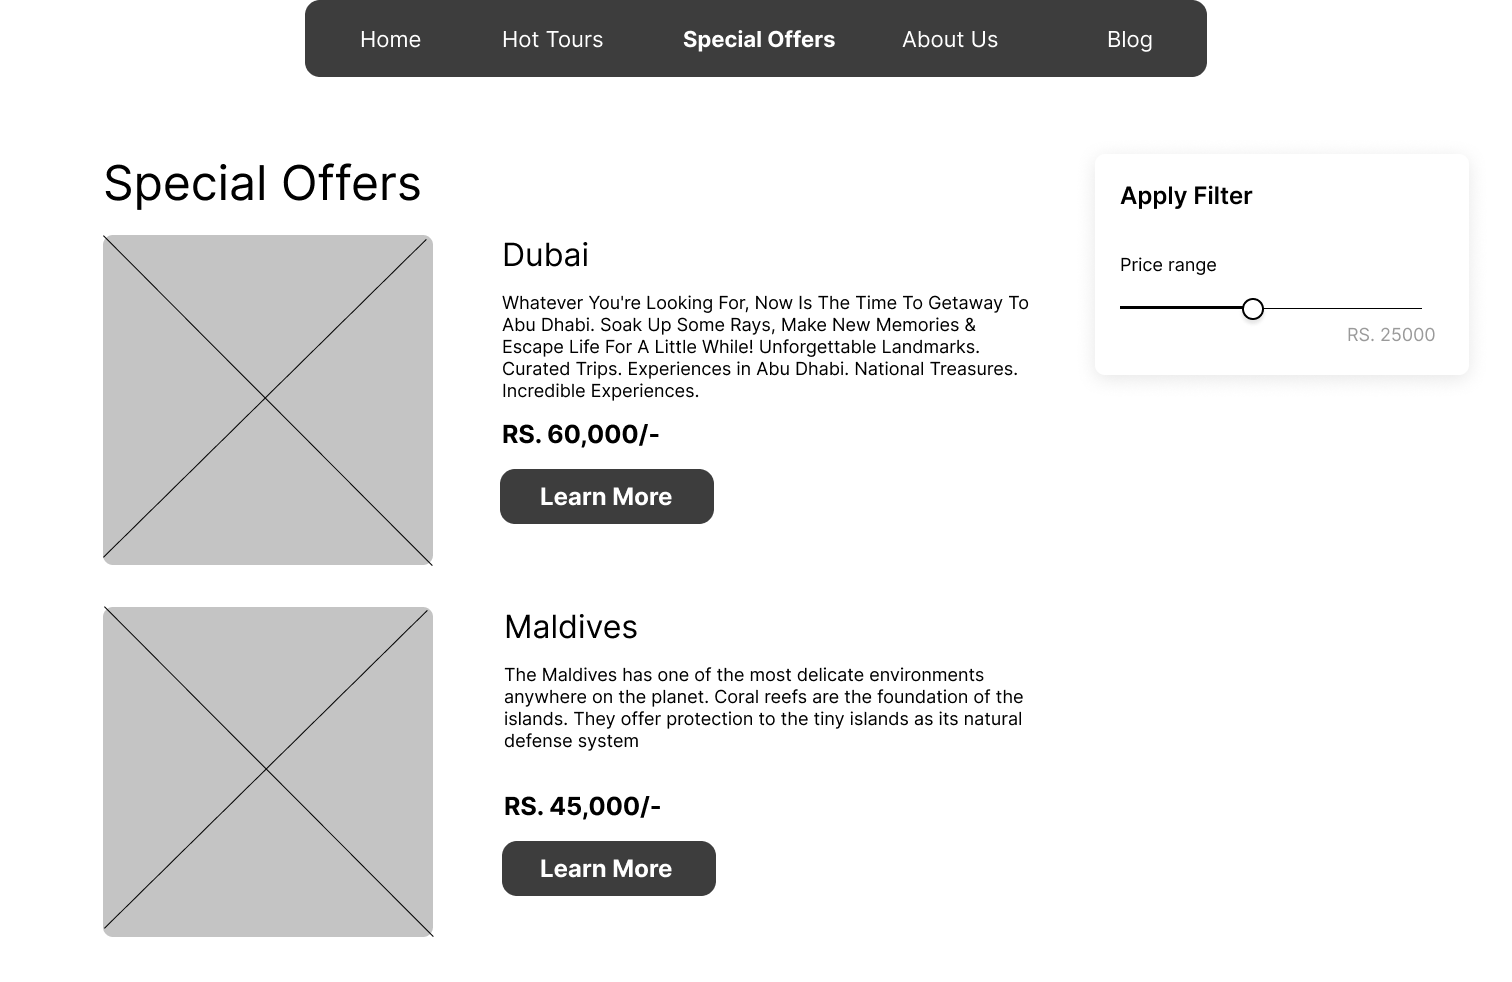 Home Hot Tours Special Offers About Us Blog
Special Offers
Dubai
Whatever You're Looking For, Now Is The Time To Getaway To
Abu Dhabi. Soak Up Some Rays, Make New Memories &
Escape Life For A Little While! Unforgettable Landmarks.
Curated Trips. Experiences in Abu Dhabi. National Treasures.
Incredible Experiences.
RS. 60,000/-
Learn More
Maldives
The Maldives has one of the most delicate environments
anywhere on the planet. Coral reefs are the foundation of the
islands. They offer protection to the tiny islands as its natural
defense system
RS. 45,000/-
Learn More
Apply Filter
Price range
RS. 25000